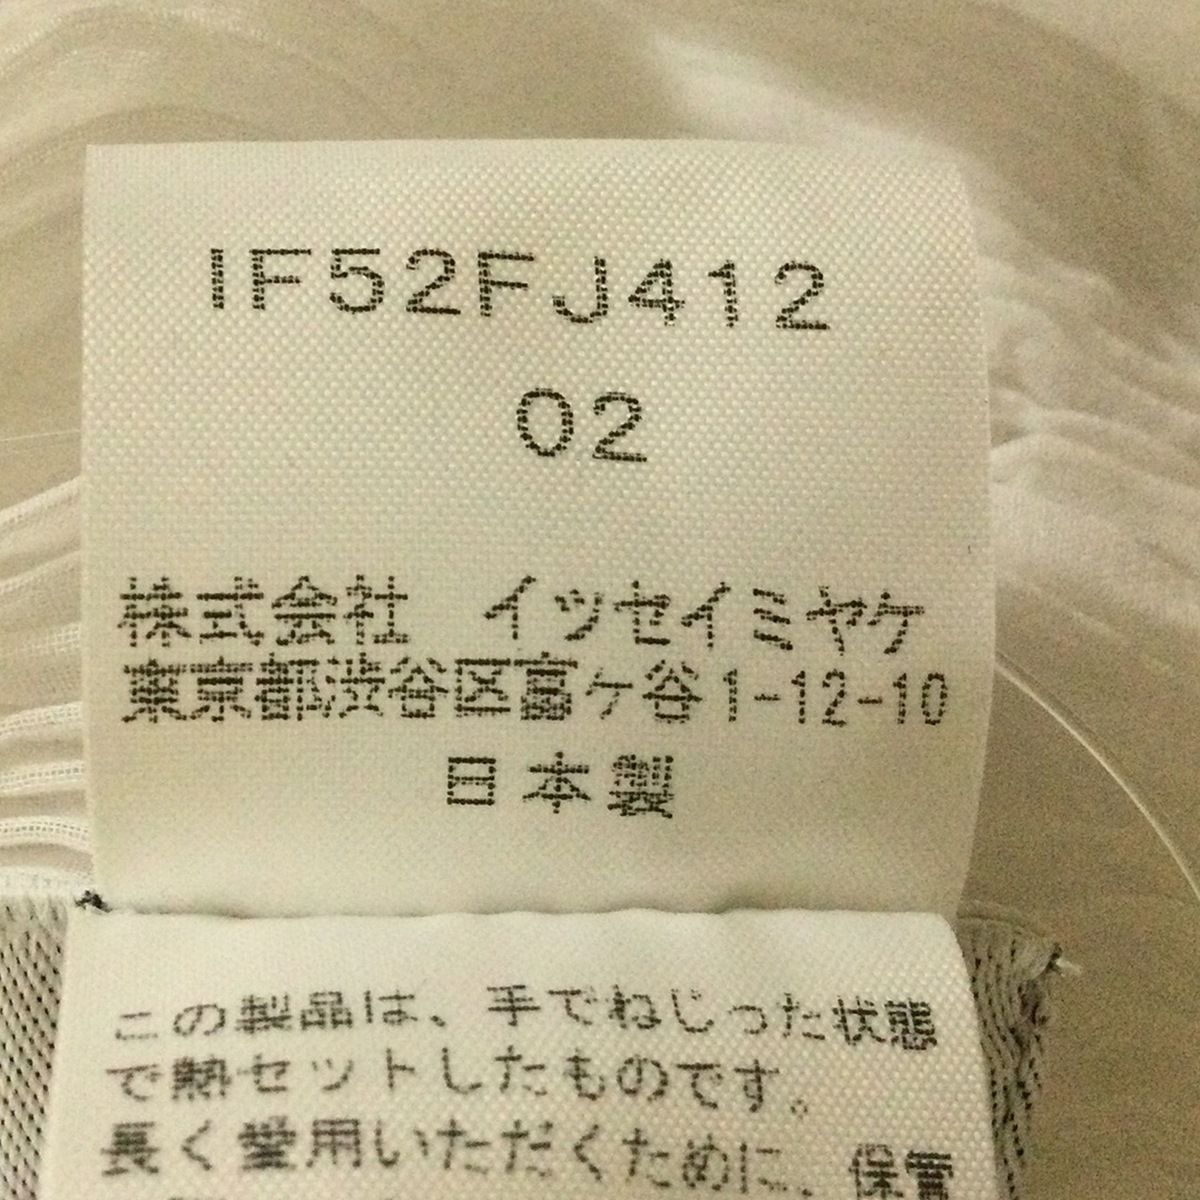 IF52FJ412
02
株式会社 イッセイミヤケ
東京都渋谷区富ケ谷1-12-10
日本製
この製品は、手でねじった状態
で熱セットしたものです。
長く愛用いただくために、保管